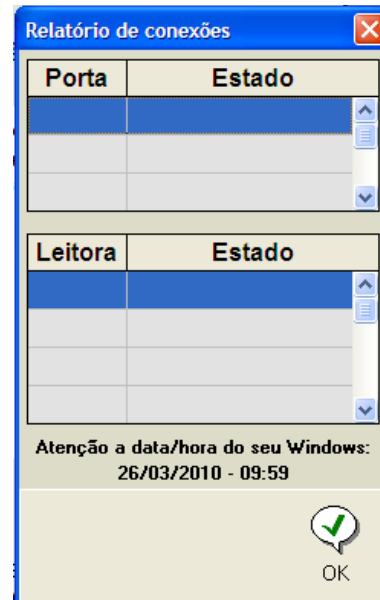 Relatório de conexões
Porta Estado
Leitora Estado
Atenção a data/hora do seu Windows:
26/03/2010 - 09:59
OK